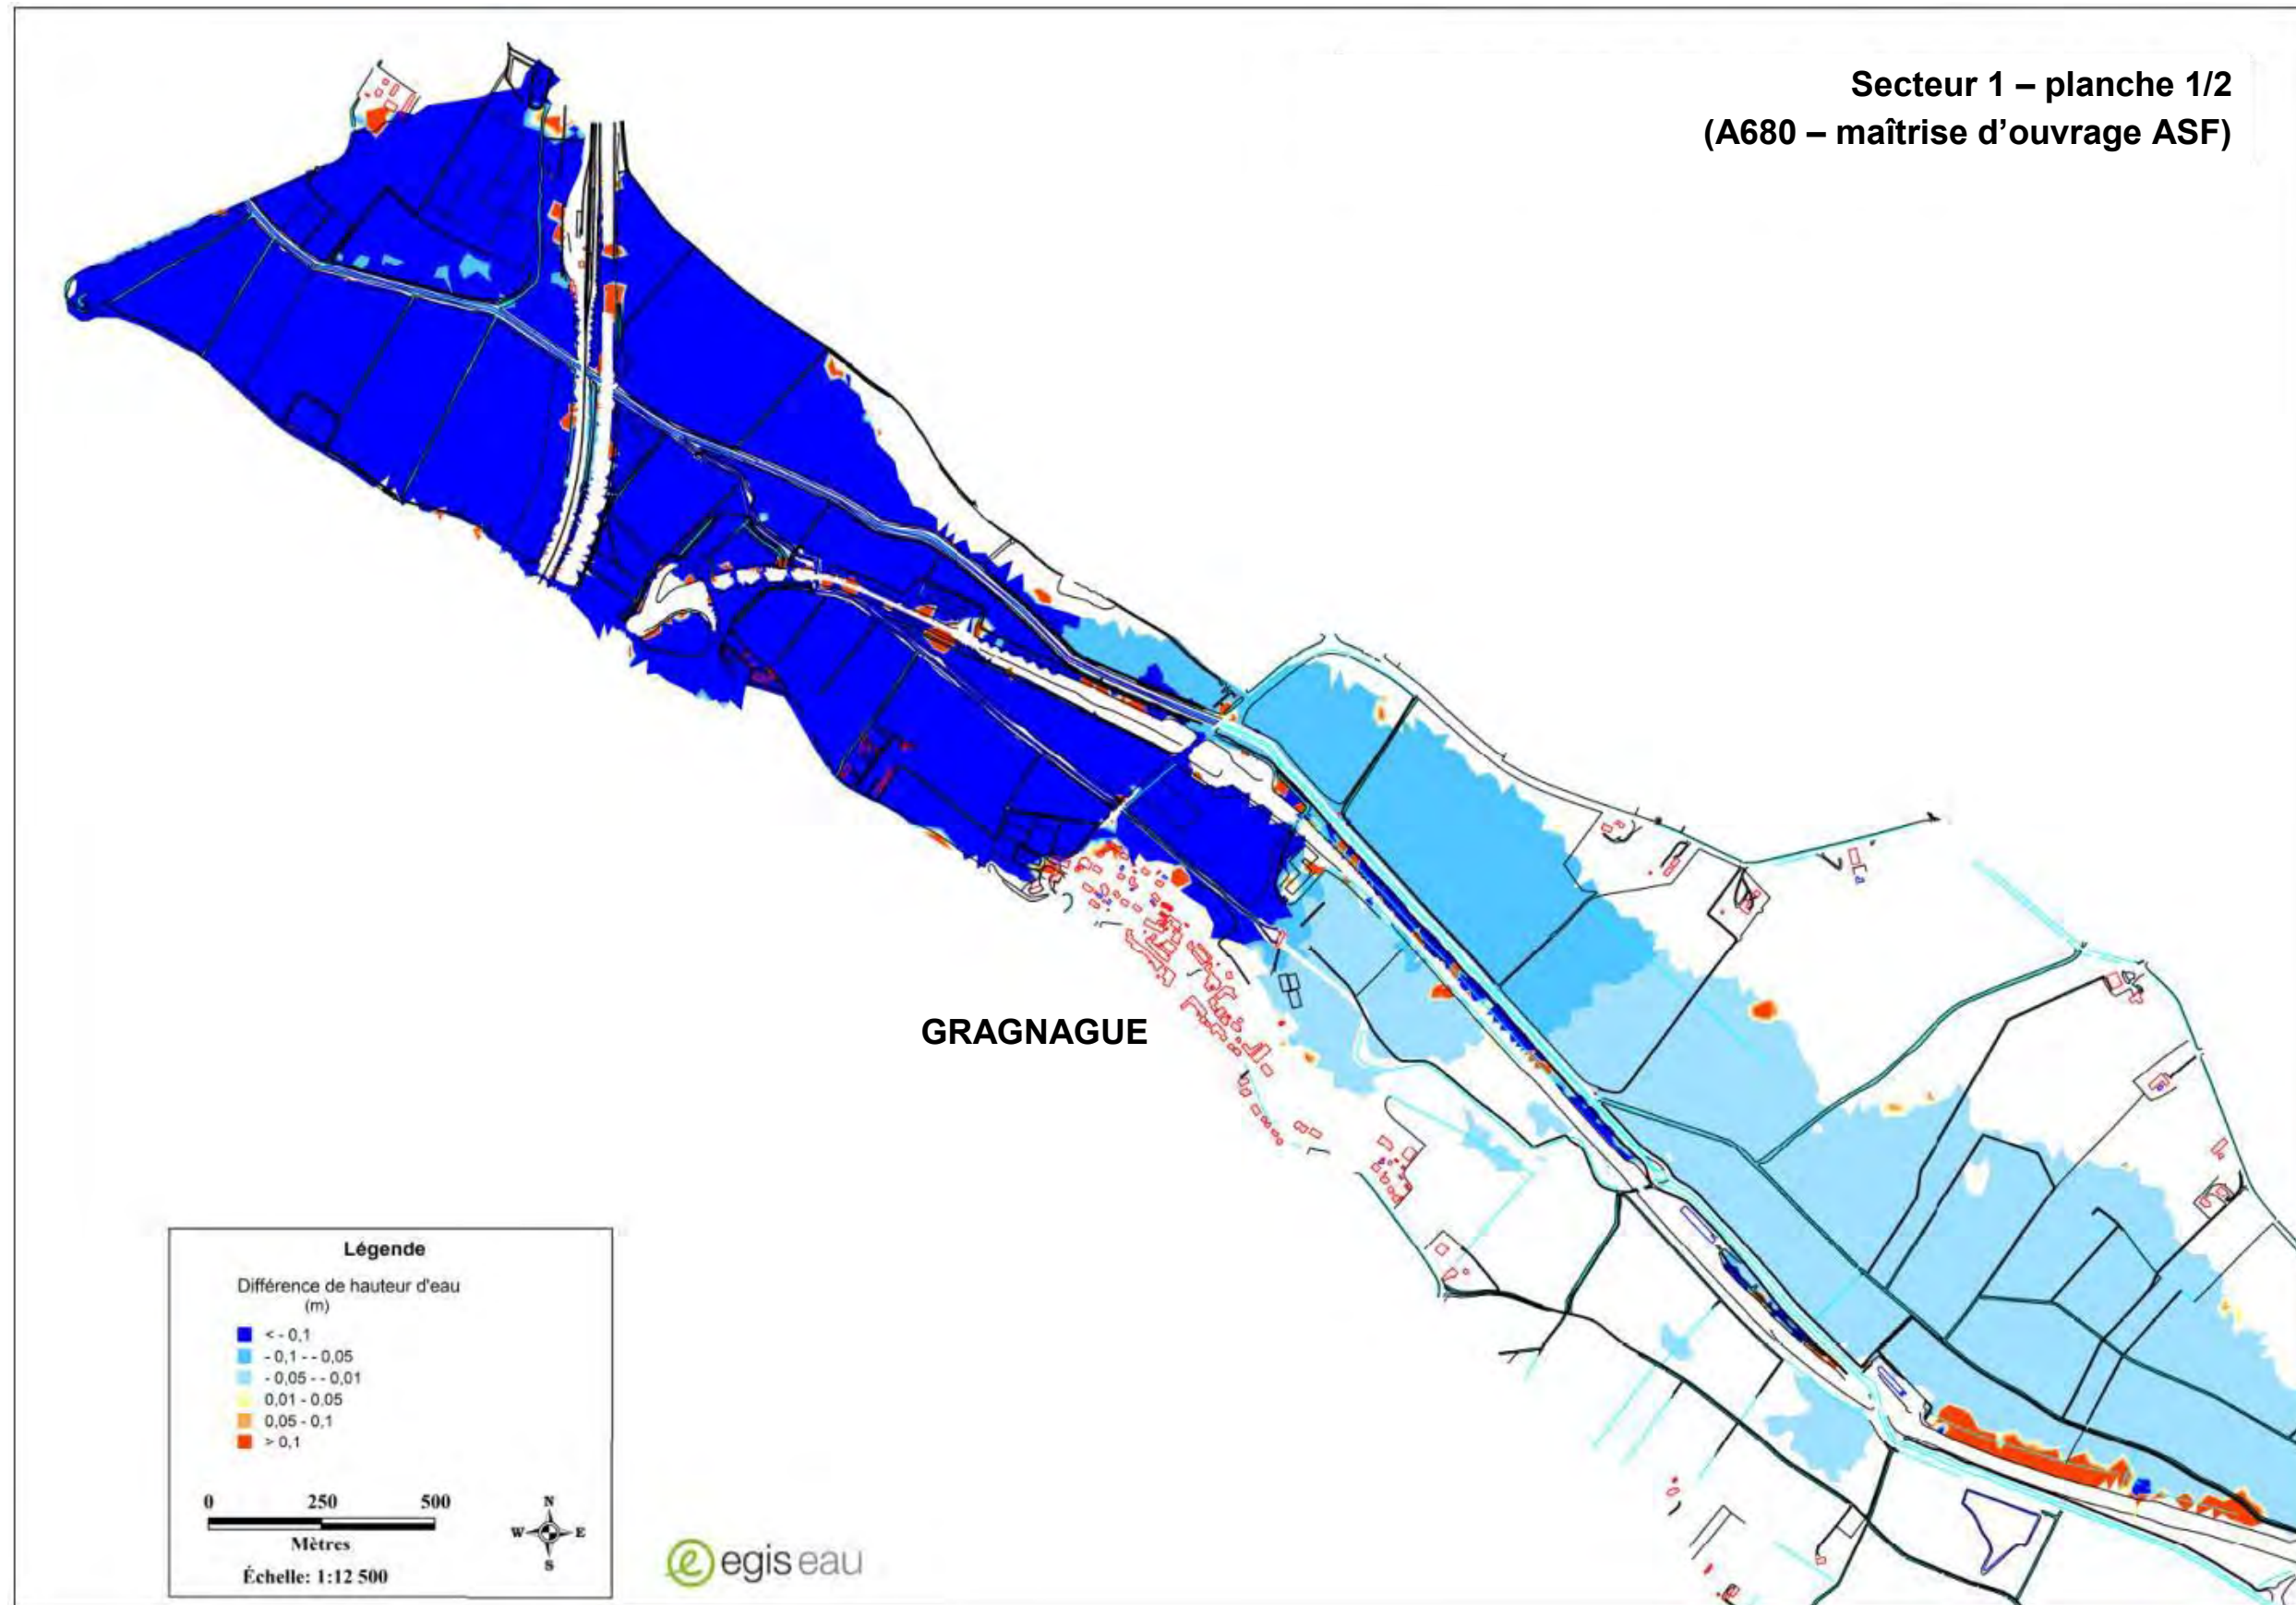 Secteur 1 – planche 1/2
(A680 – maîtrise d'ouvrage ASF)
GRAGNAGUE
Légende
Différence de hauteur d'eau
(m)
< - 0,1
- 0,1 - - 0,05
- 0,05 - - 0,01
0,01 - 0,05
0,05 - 0,1
> 0,1
0 250 500
Mètres
Échelle: 1:12 500
N
W E
S
e egis eau